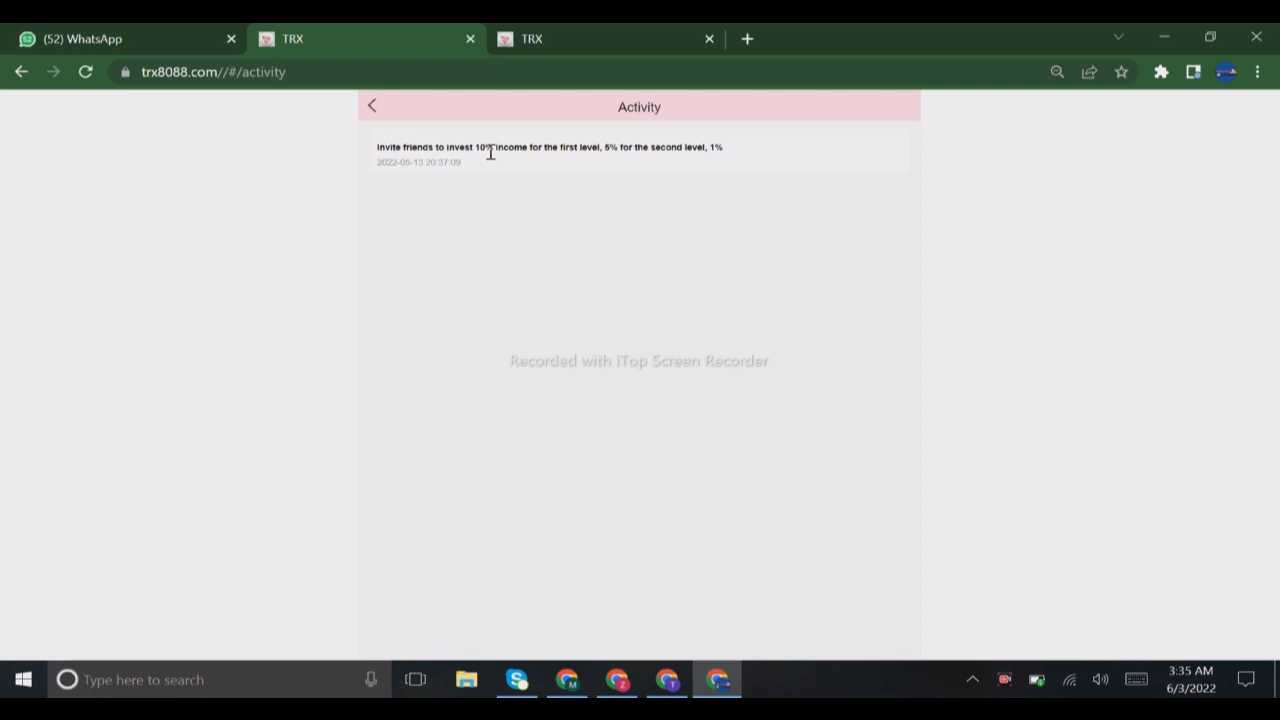 (52) WhatsApp
TRX
TRX
trx8088.com//#/activity
Activity
Invite friends to invest 10% income for the first level, 5% for the second level, 1%
2022-05-13 20:37:09
Recorded with iTop Screen Recorder
Type here to search
M
Z
T
3:35 AM
6/3/2022